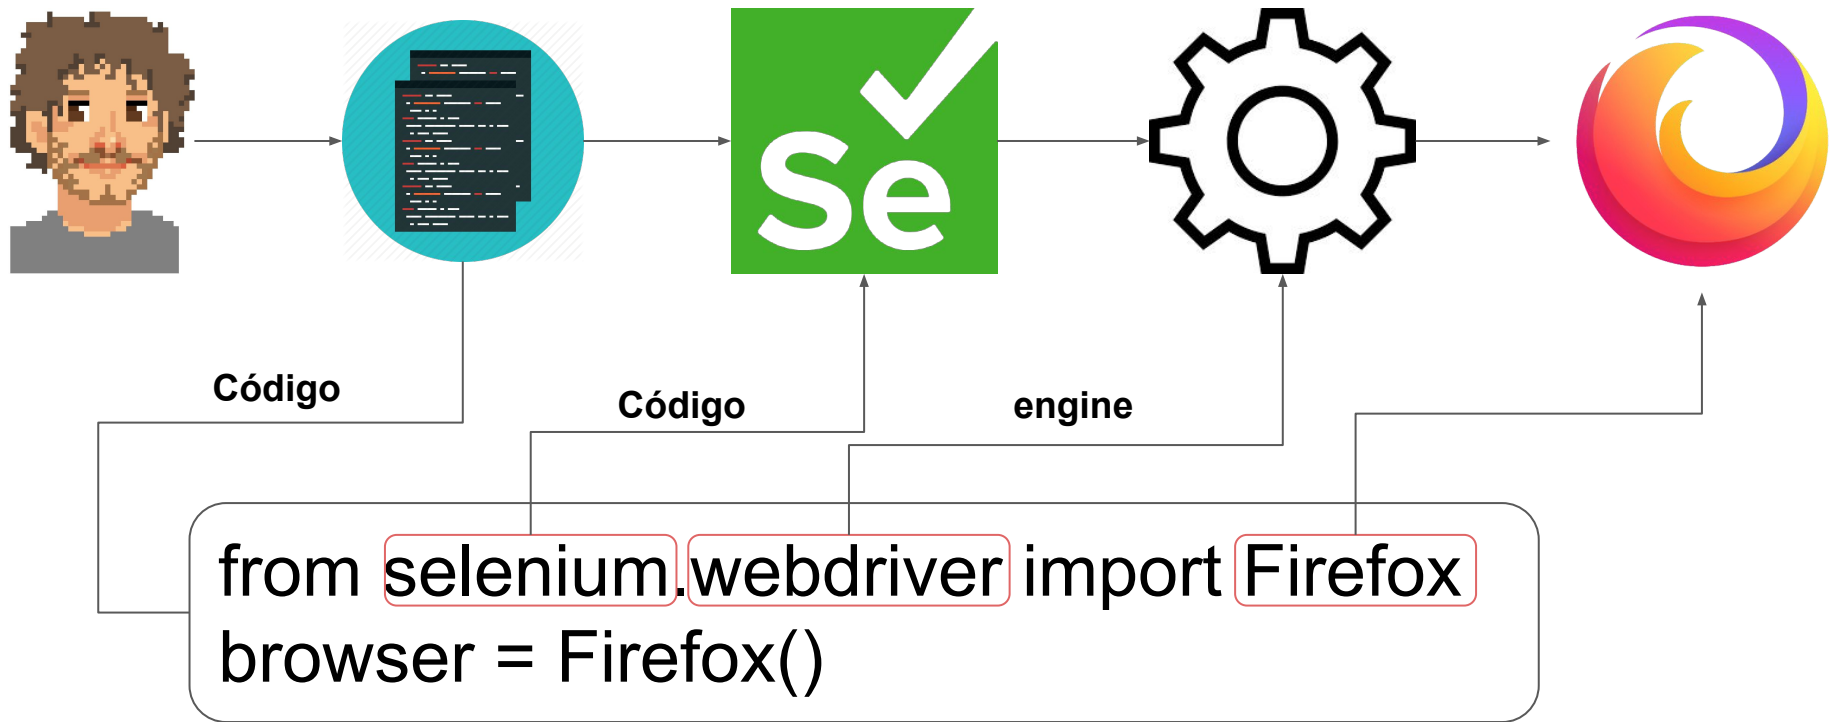 Se
Código
Código
engine
from selenium.webdriver import Firefox
browser = Firefox()